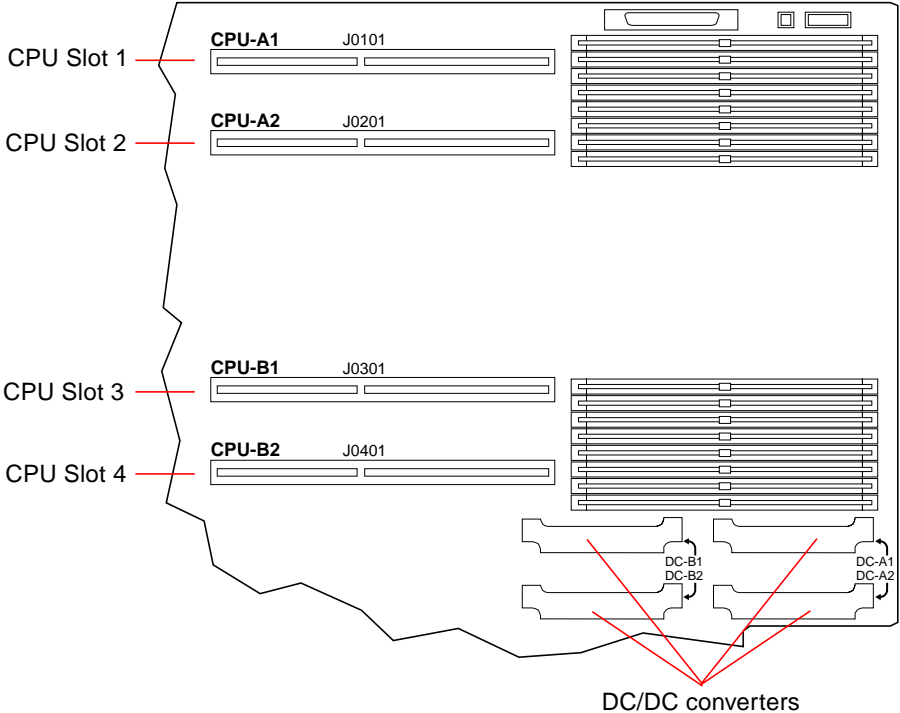 CPU-A1 J0101
CPU Slot 1
CPU-A2 J0201
CPU Slot 2
CPU-B1 J0301
CPU Slot 3
CPU-B2 J0401
CPU Slot 4
DC-B1 DC-A1
DC-B2 DC-A2
DC/DC converters